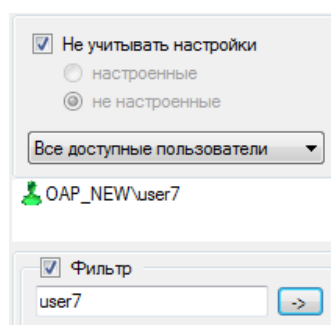 Не учитывать настройки
настроенные
не настроенные
Все доступные пользователи
OAP_NEW\user7
Фильтр
user7 ->